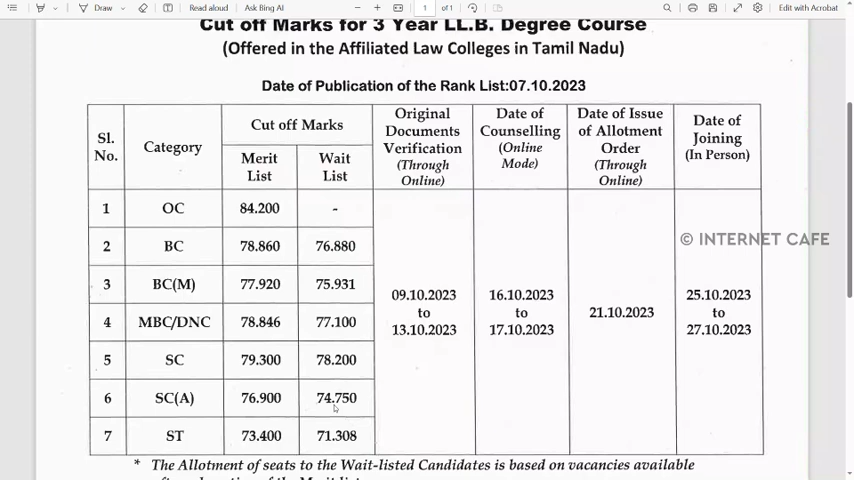 Draw
Read aloud
Ask Bing AI
1
of 1
Edit with Acrobat
Cut off Marks for 3 Year LL.B. Degree Course
(Offered in the Affiliated Law Colleges in Tamil Nadu)
Date of Publication of the Rank List:07.10.2023
Sl. No. Category Cut off Marks Merit List Wait List Original Documents Verification (Through Online) Date of Counselling (Online Mode) Date of Issue of Allotment Order (Through Online) Date of Joining (In Person)
1 OC 84.200 -
2 BC 78.860 76.880
3 BC(M) 77.920 75.931
4 MBC/DNC 78.846 77.100
5 SC 79.300 78.200
6 SC(A) 76.900 74.750
7 ST 73.400 71.308
09.10.2023 to 13.10.2023
16.10.2023 to 17.10.2023
21.10.2023
25.10.2023 to 27.10.2023
© INTERNET CAFE
* The Allotment of seats to the Wait-listed Candidates is based on vacancies available